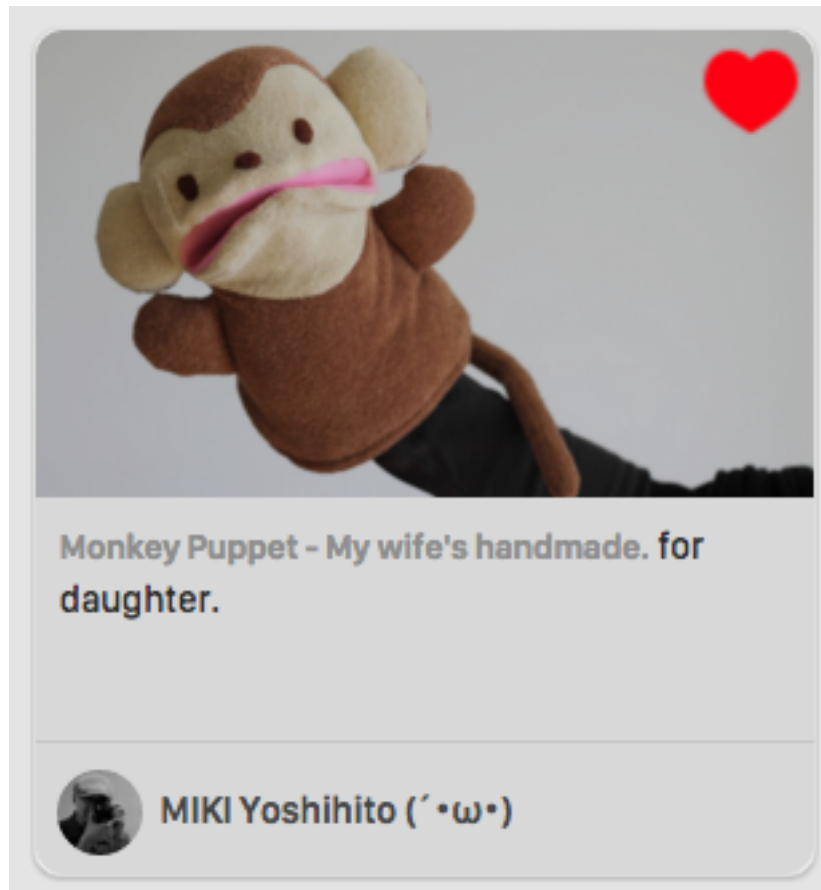 Monkey Puppet - My wife's handmade. for
daughter.
MIKI Yoshihito (´・ω・)